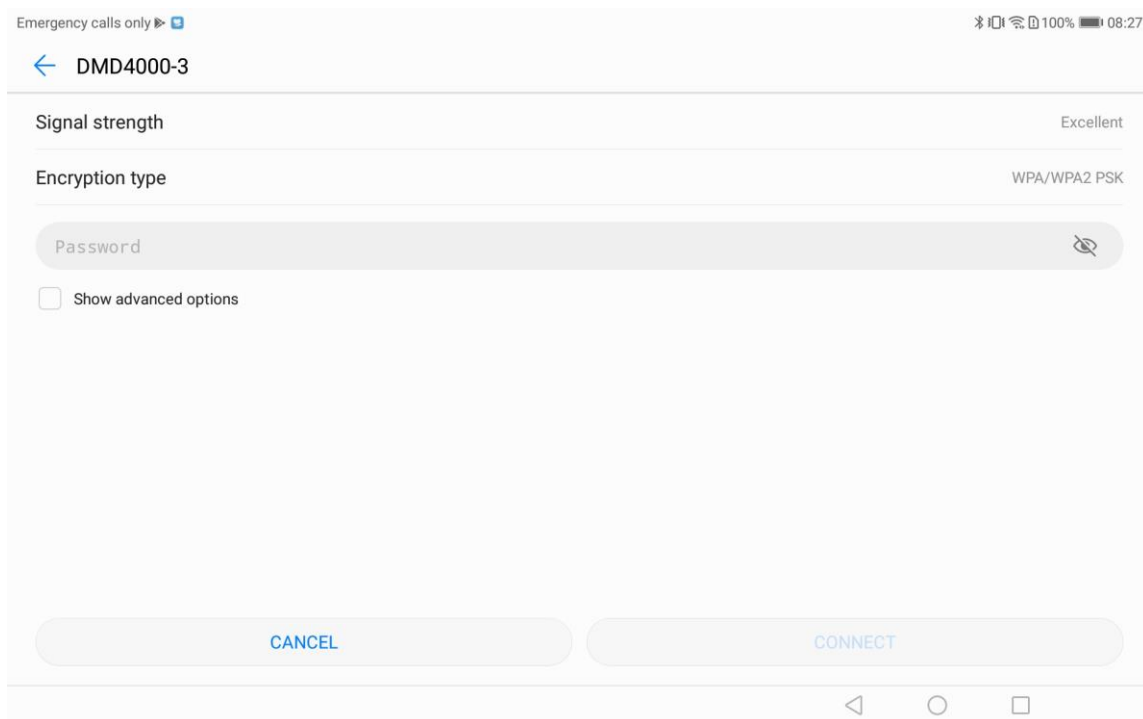 Emergency calls only 100% 08:27
DMD4000-3
Signal strength Excellent
Encryption type WPA/WPA2 PSK
Password
Show advanced options
CANCEL CONNECT